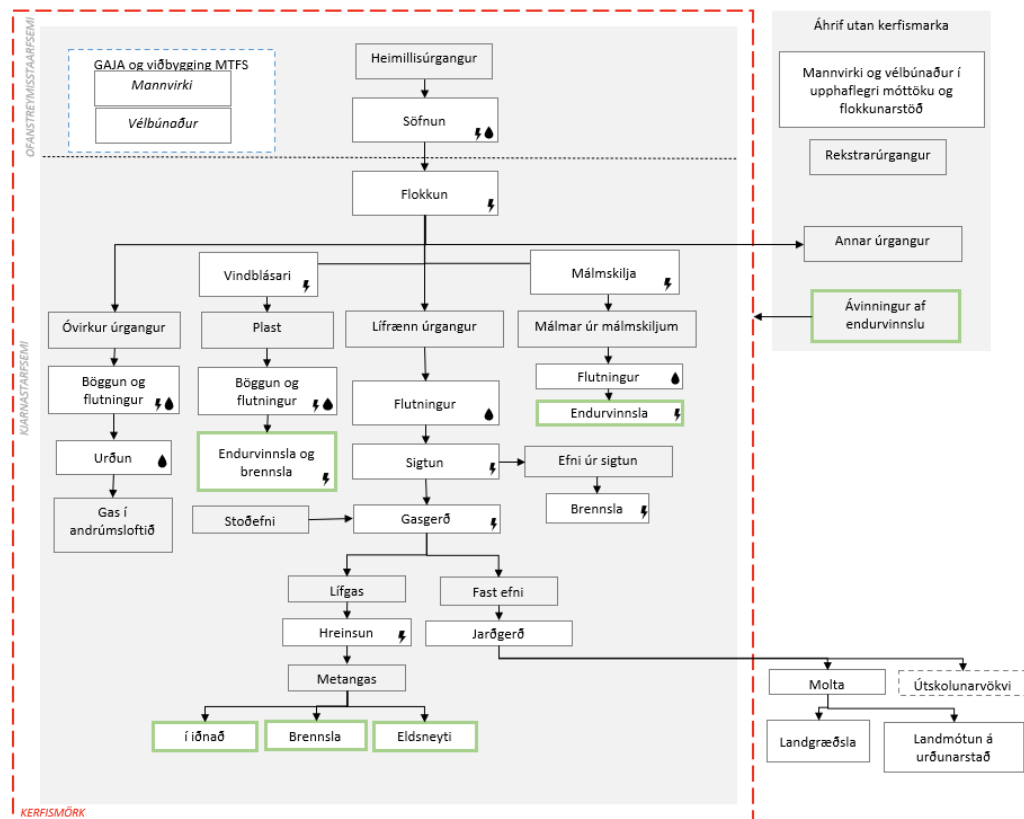 OFANSTREYMISSTAARFSEMI
GAJA og viðbygging MTFS
Mannvirki
Vélbúnaður
Heimillisúrgangur
Söfnun
Áhrif utan kerfismarka
Mannvirki og vélbúnaður í
upphaflegri móttöku og
flokkunarstöð
Rekstrarúrgangur
Annar úrgangur
Ávinningur af
endurvinnslu
KJARNASTARFSEMI
Flokkun
Vindblásari
Málmskilja
Óvirkur úrgangur
Plast
Lífrænn úrgangur
Málmar úr málmskiljum
Böggun og
flutningur
Böggun og
flutningur
Flutningur
Flutningur
Endurvinnsla
Urðun
Endurvinnsla og
brennsla
Sigtun
Efni úr sigtun
Brennsla
Gas í
andrúmsloftið
Stoðefni
Gasgerð
Lífgas
Fast efni
Hreinsun
Jarðgerð
Metangas
Molta
Útskolunarvökvi
í iðnað
Brennsla
Eldsneyti
Landgræðsla
Landmótun á
urðunarstað
KERFISMÖRK